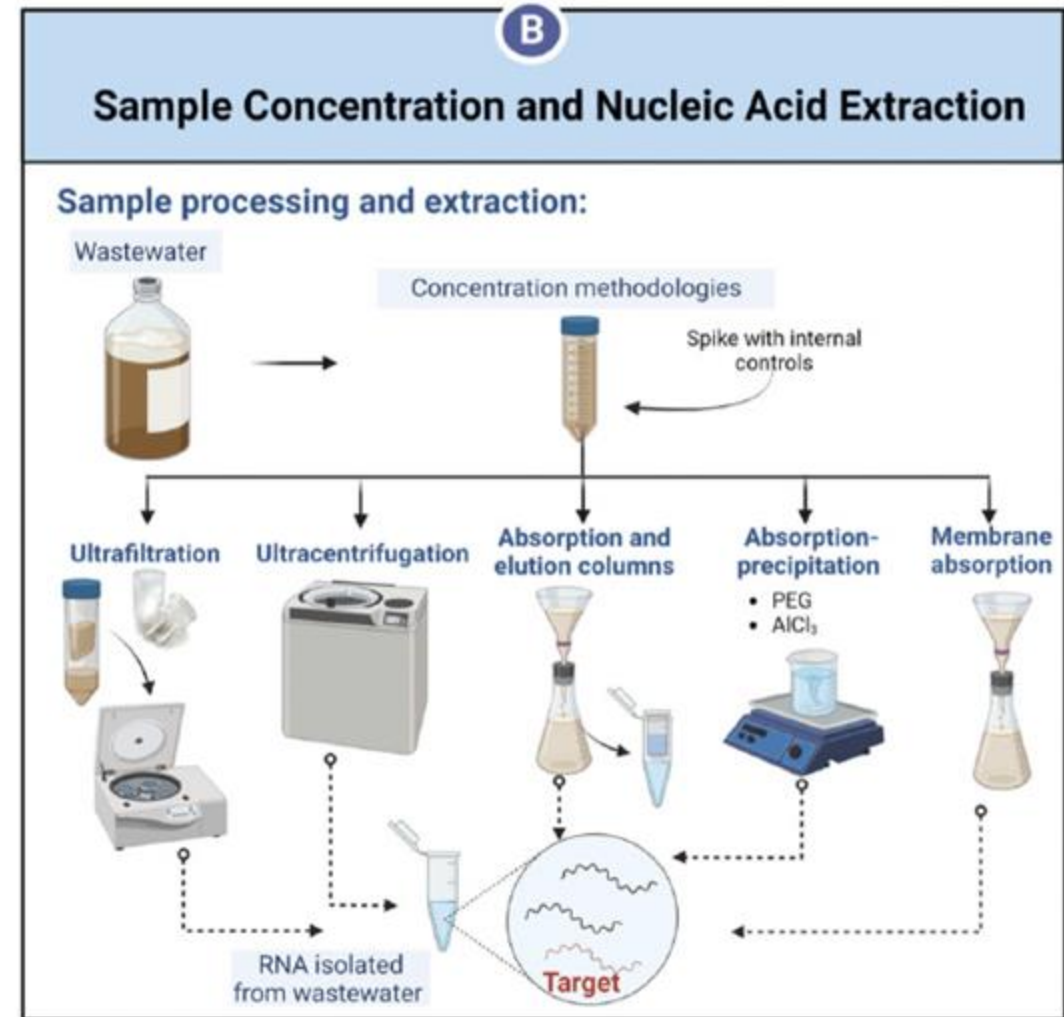 B
Sample Concentration and Nucleic Acid Extraction
Sample processing and extraction:
Wastewater
Concentration methodologies
Spike with internal
controls
Ultrafiltration
Ultracentrifugation
Absorption and
elution columns
Absorption-
precipitation
• PEG
• AlCl₃
Membrane
absorption
RNA isolated
from wastewater
Target